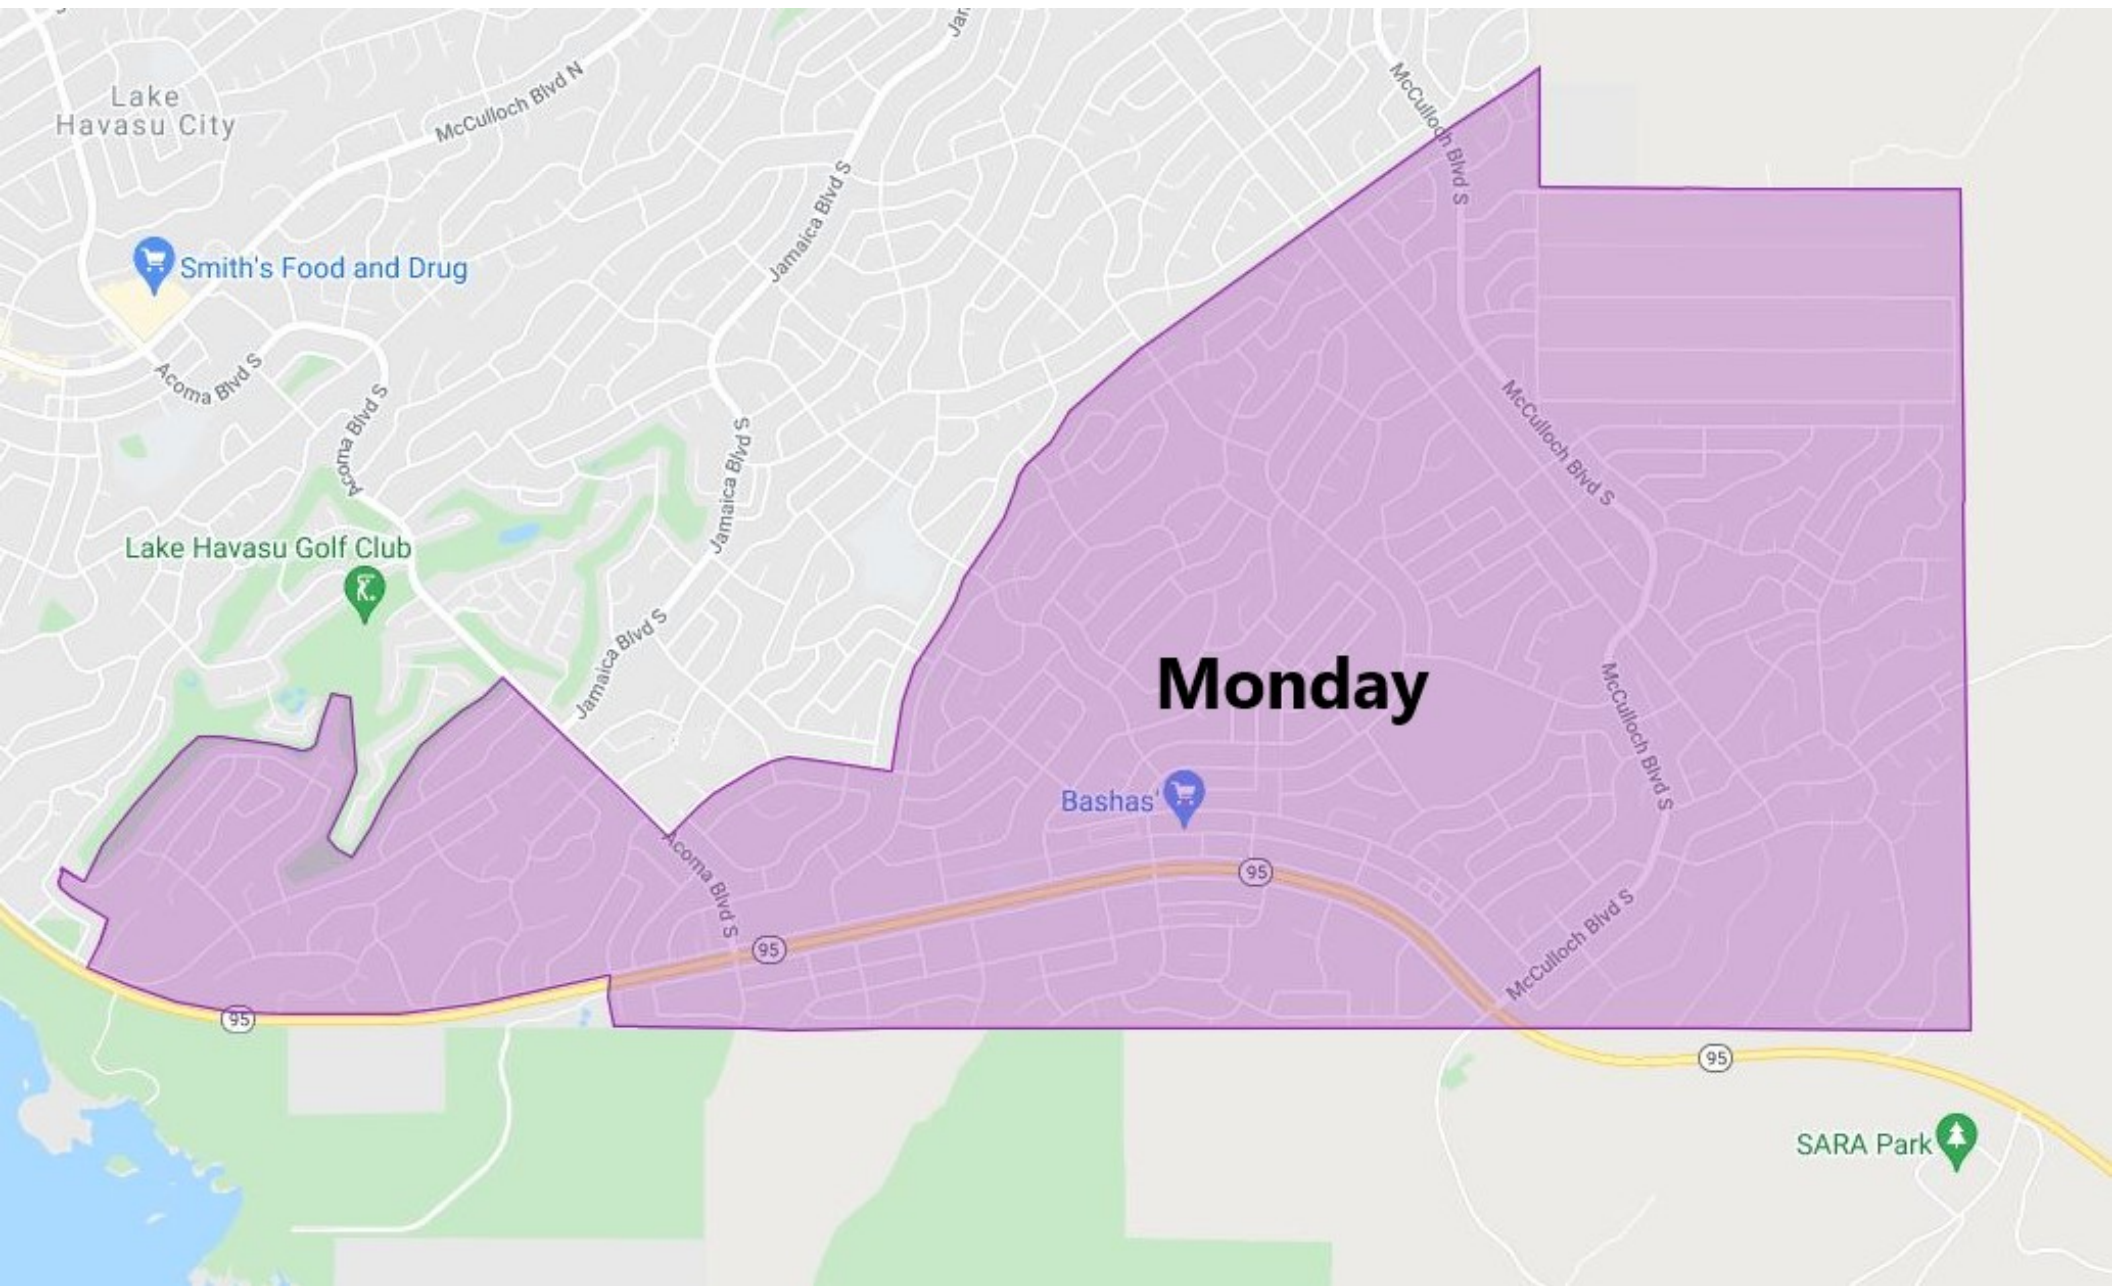 Jam
McCulloch Blvd N
McCulloch Blvd S
Lake
Havasu City
Jamaica Blvd S
Smith's Food and Drug
Acoma Blvd S
Acoma Blvd S
McCulloch Blvd S
Jamaica Blvd S
Lake Havasu Golf Club
Jamaica Blvd S
Monday
McCulloch Blvd S
Bashas'
Acoma Blvd S
95
95
McCulloch Blvd S
95
95
SARA Park